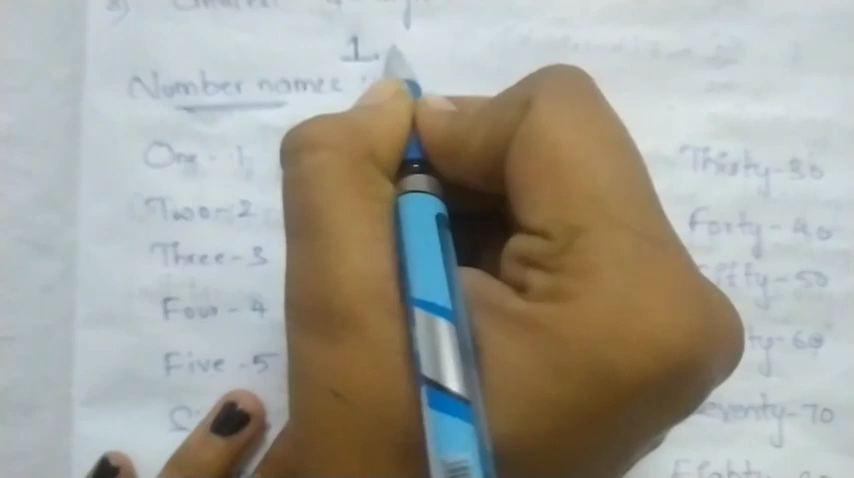 1.
Number names
One - 1
Two - 2
Three - 3
Four - 4
Five - 5
Thirty - 30
Forty - 40
Fifty - 50
60
Seventy - 70